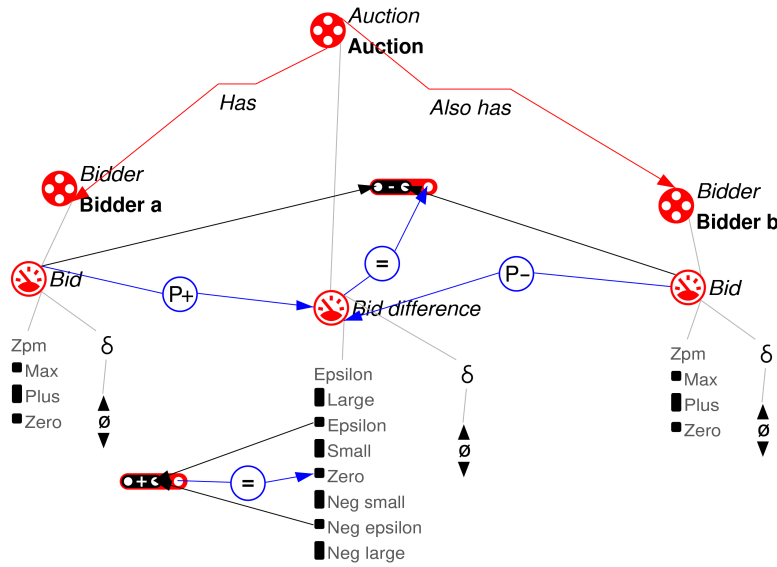 Auction
Auction
Has
Also has
Bidder
Bidder a
-
Bidder
Bidder b
=
Bid
P+
P−
Bid
Bid difference
Zpm
δ
Max
Plus
ø
Zero
Epsilon
δ
Large
Epsilon
Small
ø
Zero
Neg small
Neg epsilon
Neg large
+
=
Zpm
δ
Max
Plus
ø
Zero